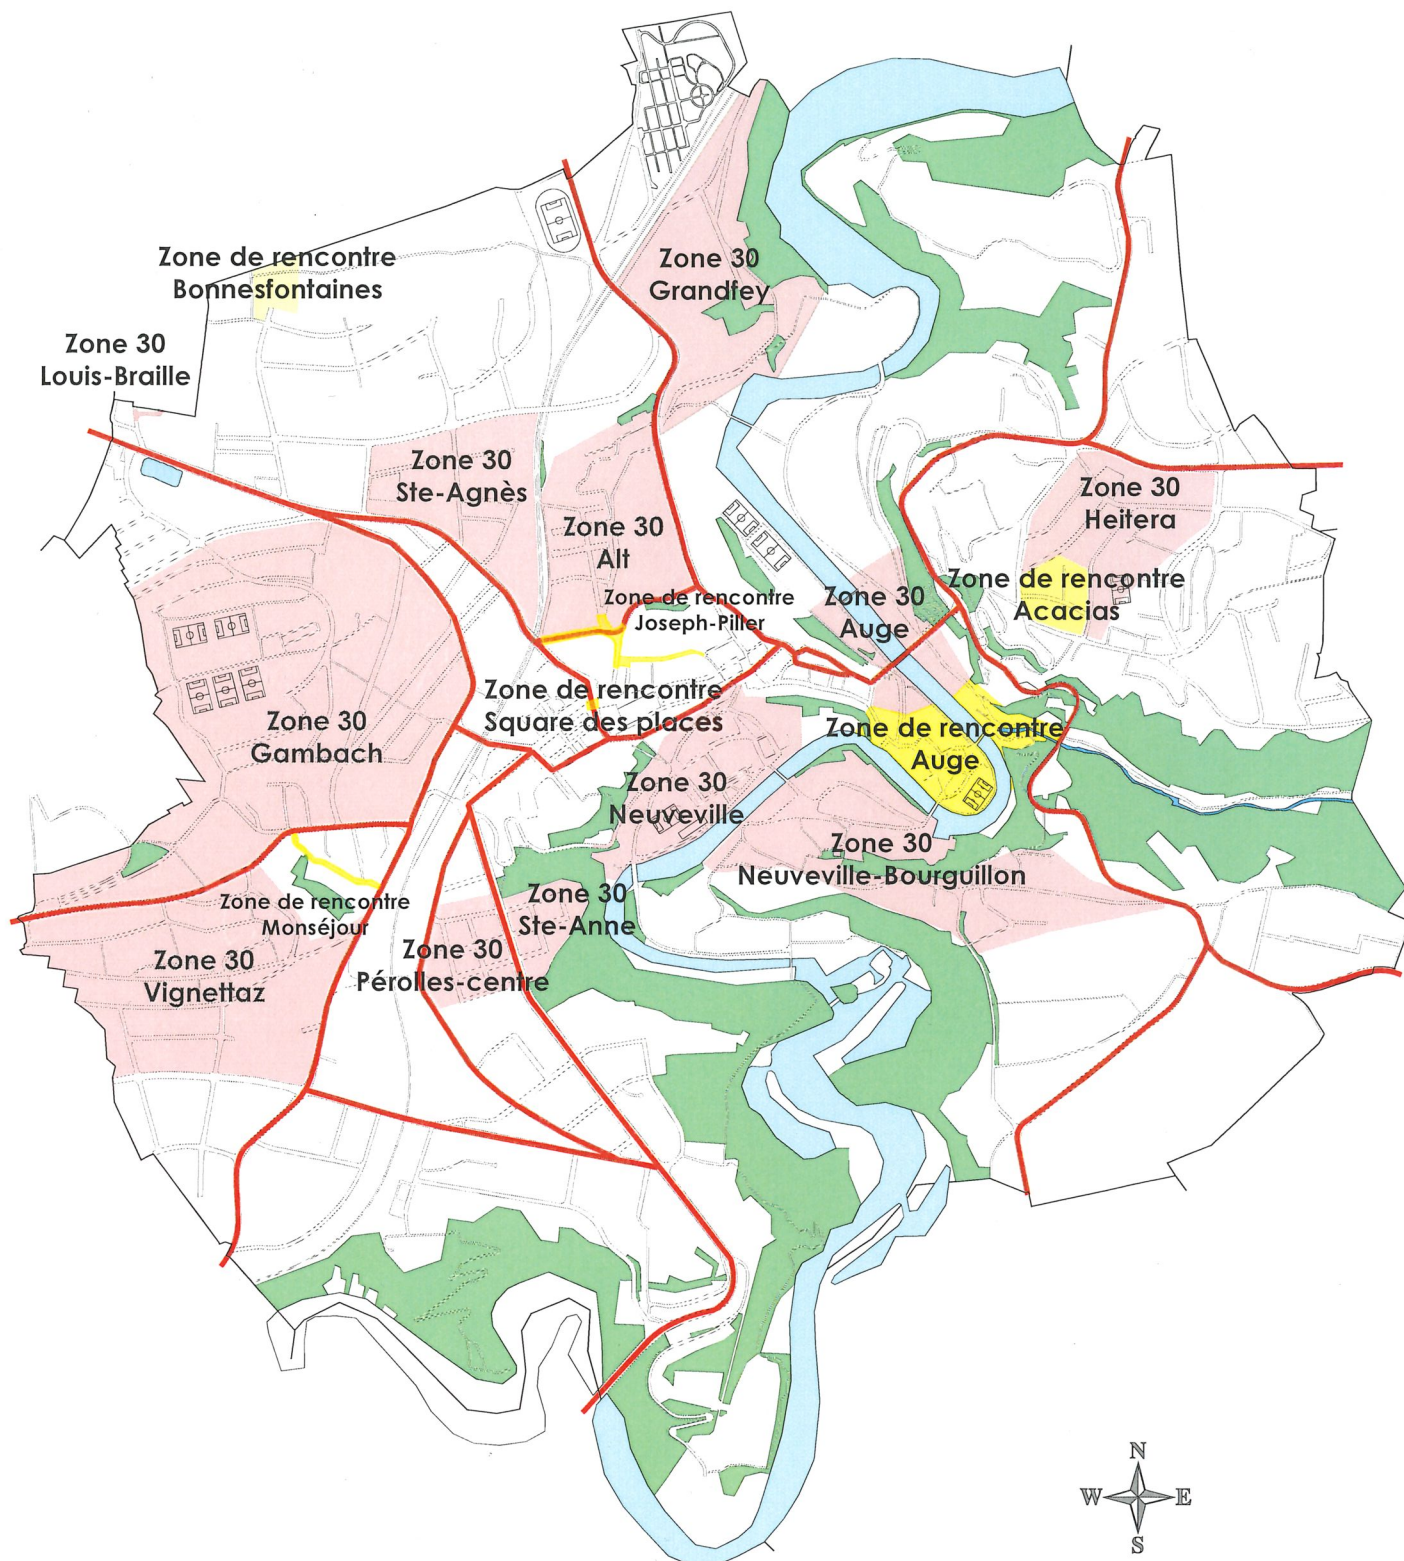 Zone de rencontre
Bonnesfontaines
Zone 30
Grandfey
Zone 30
Louis-Braille
Zone 30
Ste-Agnès
Zone 30
Alt
Zone 30
Heitera
Zone de rencontre
Acacias
Zone de rencontre
Joseph-Piller
Zone 30
Auge
Zone de rencontre
Square des places
Zone 30
Gambach
Zone de rencontre
Auge
Zone 30
Neuveville
Zone 30
Neuveville-Bourguillon
Zone de rencontre
Monséjour
Zone 30
Ste-Anne
Zone 30
Vignettaz
Zone 30
Pérolles-centre
N
W E
S